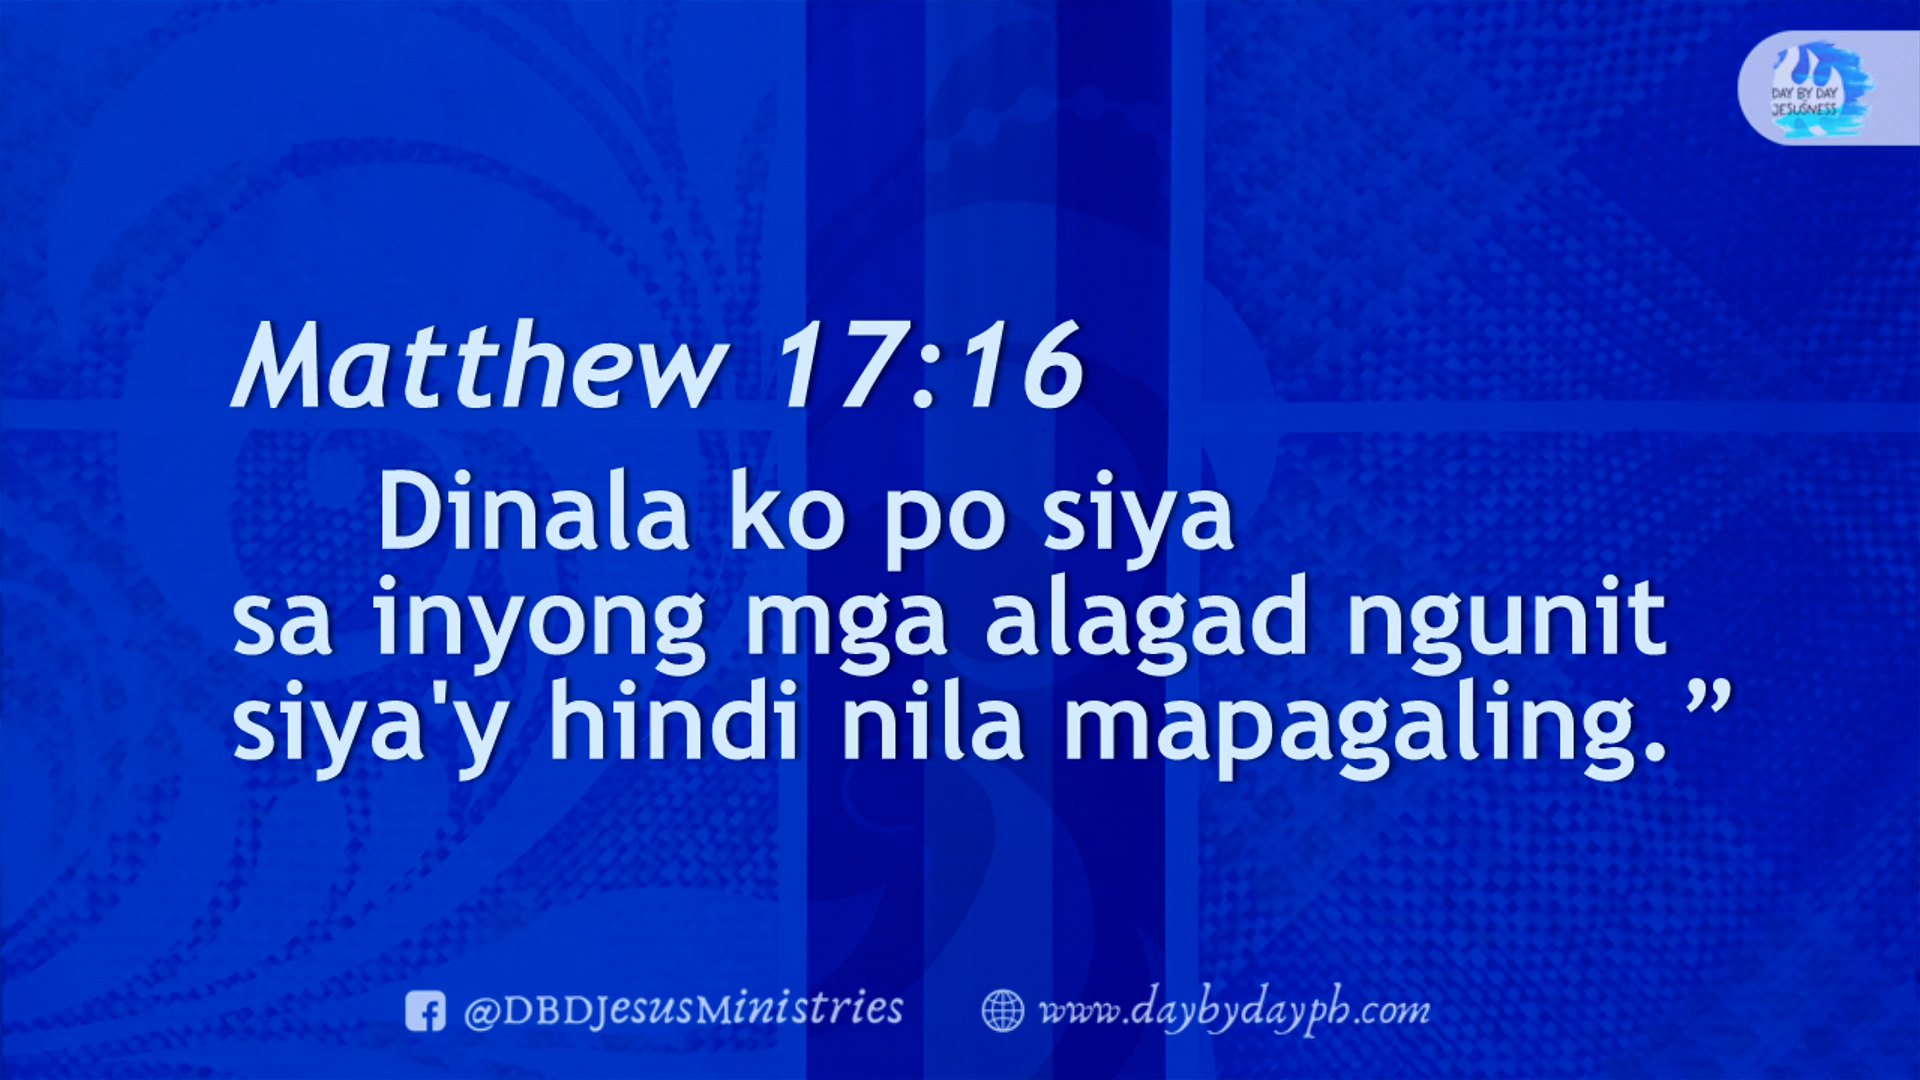 DAY BY DAY
JESUSNESS
Matthew 17:16
Dinala ko po siya
sa inyong mga alagad ngunit
siya'y hindi nila mapagaling.”
@DBDJesusMinistries
www.daybydayph.com